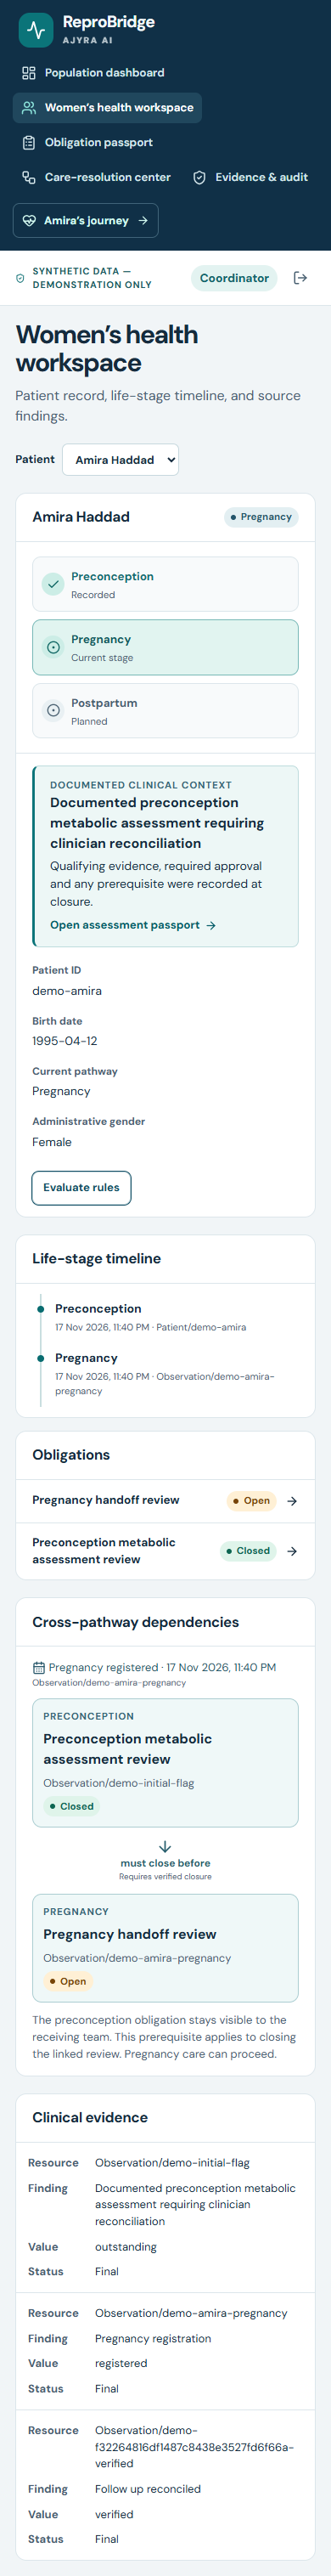 ReproBridge
AJYRA AI
Population dashboard
Women's health workspace
Obligation passport
Care-resolution center
Evidence & audit
Amira's journey
SYNTHETIC DATA —
DEMONSTRATION ONLY
Coordinator
Women's health
workspace
Patient record, life-stage timeline, and source
findings.
Patient
Amira Haddad
Amira Haddad
Pregnancy
Preconception
Recorded
Pregnancy
Current stage
Postpartum
Planned
DOCUMENTED CLINICAL CONTEXT
Documented preconception
metabolic assessment requiring
clinician reconciliation
Qualifying evidence, required approval
and any prerequisite were recorded at
closure.
Open assessment passport
Patient ID
demo-amira
Birth date
1995-04-12
Current pathway
Pregnancy
Administrative gender
Female
Evaluate rules
Life-stage timeline
Preconception
17 Nov 2026, 11:40 PM · Patient/demo-amira
Pregnancy
17 Nov 2026, 11:40 PM · Observation/demo-amira-
pregnancy
Obligations
Pregnancy handoff review
Open
Preconception metabolic
assessment review
Closed
Cross-pathway dependencies
Pregnancy registered · 17 Nov 2026, 11:40 PM
Observation/demo-amira-pregnancy
PRECONCEPTION
Preconception metabolic
assessment review
Observation/demo-initial-flag
Closed
must close before
Requires verified closure
PREGNANCY
Pregnancy handoff review
Observation/demo-amira-pregnancy
Open
The preconception obligation stays visible to the
receiving team. This prerequisite applies to closing
the linked review. Pregnancy care can proceed.
Clinical evidence
Resource Observation/demo-initial-flag
Finding Documented preconception metabolic
assessment requiring clinician
reconciliation
Value outstanding
Status Final
Resource Observation/demo-amira-pregnancy
Finding Pregnancy registration
Value registered
Status Final
Resource Observation/demo-
f32264816df1487c8438e3527fd6f66a-
verified
Finding Follow up reconciled
Value verified
Status Final